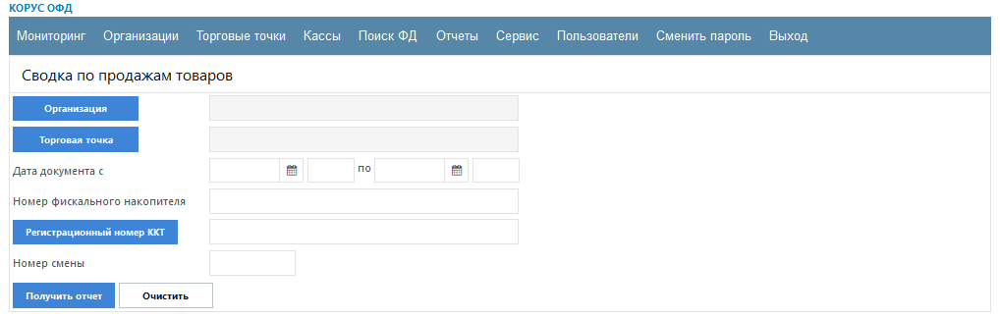 КОРУС ОФД
Мониторинг Организации Торговые точки Кассы Поиск ФД Отчеты Сервис Пользователи Сменить пароль Выход
Сводка по продажам товаров
Организация
Торговая точка
Дата документа с по
Номер фискального накопителя
Регистрационный номер ККТ
Номер смены
Получить отчет Очистить